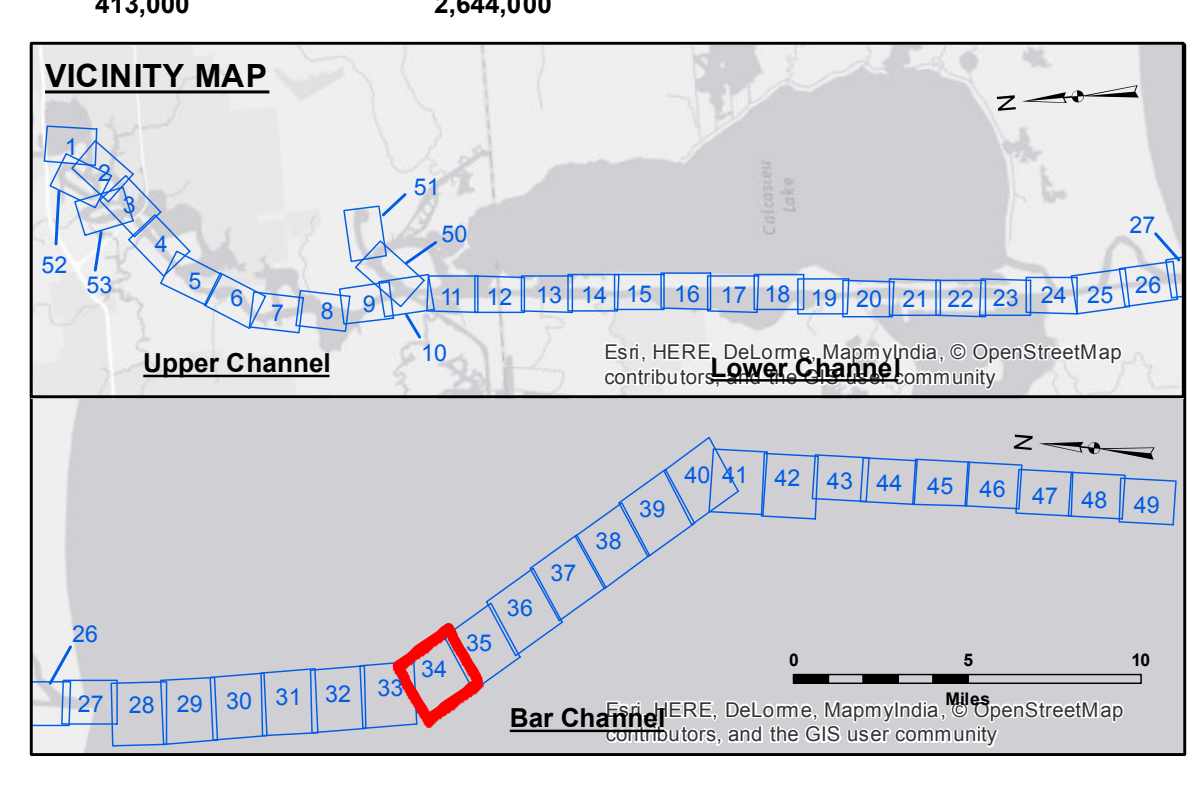 413,000 2,644,000
VICINITY MAP
N
1
2
3
52
53
4
5
6
7
8
9
10
51
50
11 12 13 14 15 16 17 18 19 20 21 22 23 24 25 26
27
Calcasieu
Lake
Upper Channel
Lower Channel
Esri, HERE, DeLorme, MapmyIndia, © OpenStreetMap
contributors, and the GIS user community
N
40 41 42 43 44 45 46 47 48 49
39
38
37
36
35
34
26
27 28 29 30 31 32 33
0 5 10
Miles
Bar Channel
Esri, HERE, DeLorme, MapmyIndia, © OpenStreetMap
contributors, and the GIS user community